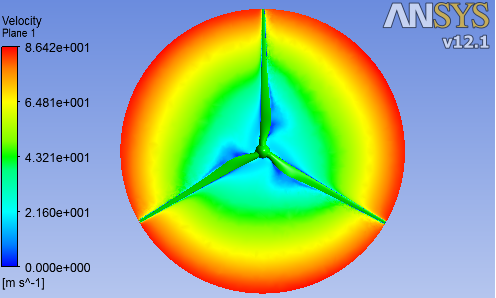 Velocity
Plane 1
8.642e+001
6.481e+001
4.321e+001
2.160e+001
0.000e+000
[m s^-1]
ANSYS
v12.1